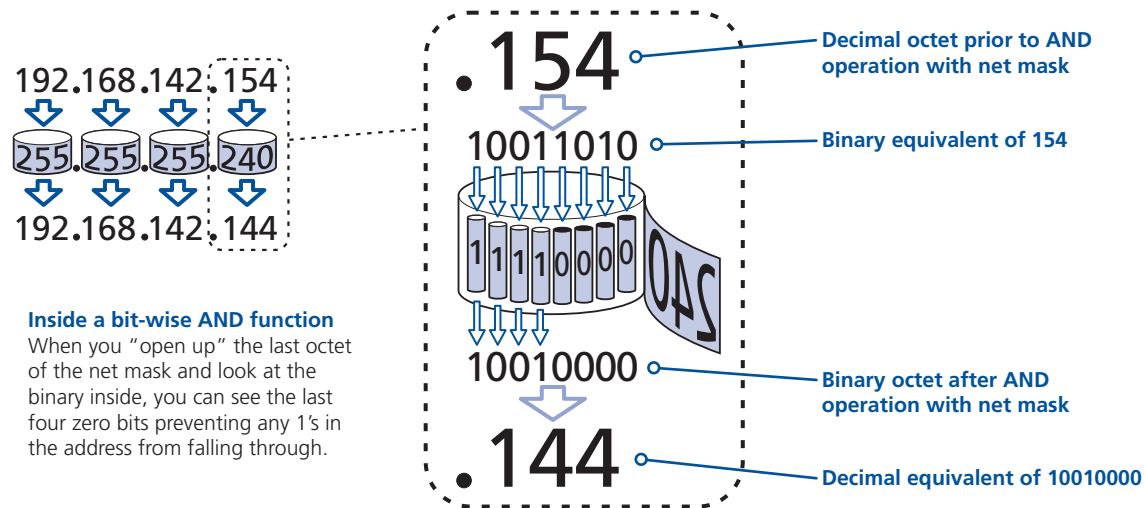 192.168.142.154
255.255.255.240
192.168.142.144
Inside a bit-wise AND function
When you “open up” the last octet
of the net mask and look at the
binary inside, you can see the last
four zero bits preventing any 1’s in
the address from falling through.
.154
10011010
11110000
240
10010000
.144
Decimal octet prior to AND
operation with net mask
Binary equivalent of 154
Binary octet after AND
operation with net mask
Decimal equivalent of 10010000